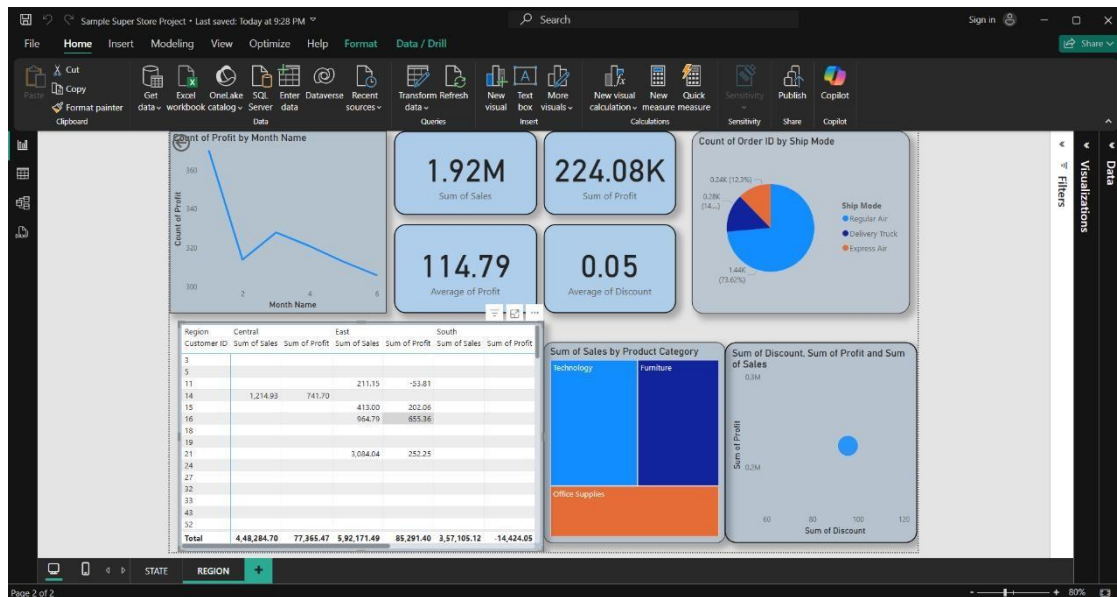 Sample Super Store Project • Last saved: Today at 9:28 PM
Search
Sign in
File Home Insert Modeling View Optimize Help Format Data / Drill
Share
Paste
Cut
Copy
Format painter
Clipboard
Get data
Excel workbook
OneLake catalog
SQL Server
Enter data
Dataverse
Recent sources
Data
Transform data
Refresh
Queries
New visual
Text box
More visuals
Insert
New visual calculation
New measure
Quick measure
Calculations
Sensitivity
Sensitivity
Publish
Share
Copilot
Copilot
Count of Profit by Month Name
360
340
320
300
Count of Profit
2 4 6
Month Name
1.92M
Sum of Sales
224.08K
Sum of Profit
114.79
Average of Profit
0.05
Average of Discount
Count of Order ID by Ship Mode
0.24K (12.3%)
0.28K (14....)
1.44K (73.62%)
Ship Mode
Regular Air
Delivery Truck
Express Air
Filters
Visualizations
Data
Region Central East South
Customer ID Sum of Sales Sum of Profit Sum of Sales Sum of Profit Sum of Sales Sum of Profit
3
5
11 211.15 -53.81
14 1,214.93 741.70
15 413.00 202.06
16 964.79 655.36
18
19
21 3,084.04 252.25
24
27
32
33
43
52
Total 4,48,284.70 77,365.47 5,92,171.49 85,291.40 3,57,105.12 -14,424.05
Sum of Sales by Product Category
Technology
Furniture
Office Supplies
Sum of Discount, Sum of Profit and Sum of Sales
0.3M
0.2M
Sum of Profit
60 80 100 120
Sum of Discount
STATE REGION +
Page 2 of 2
80%